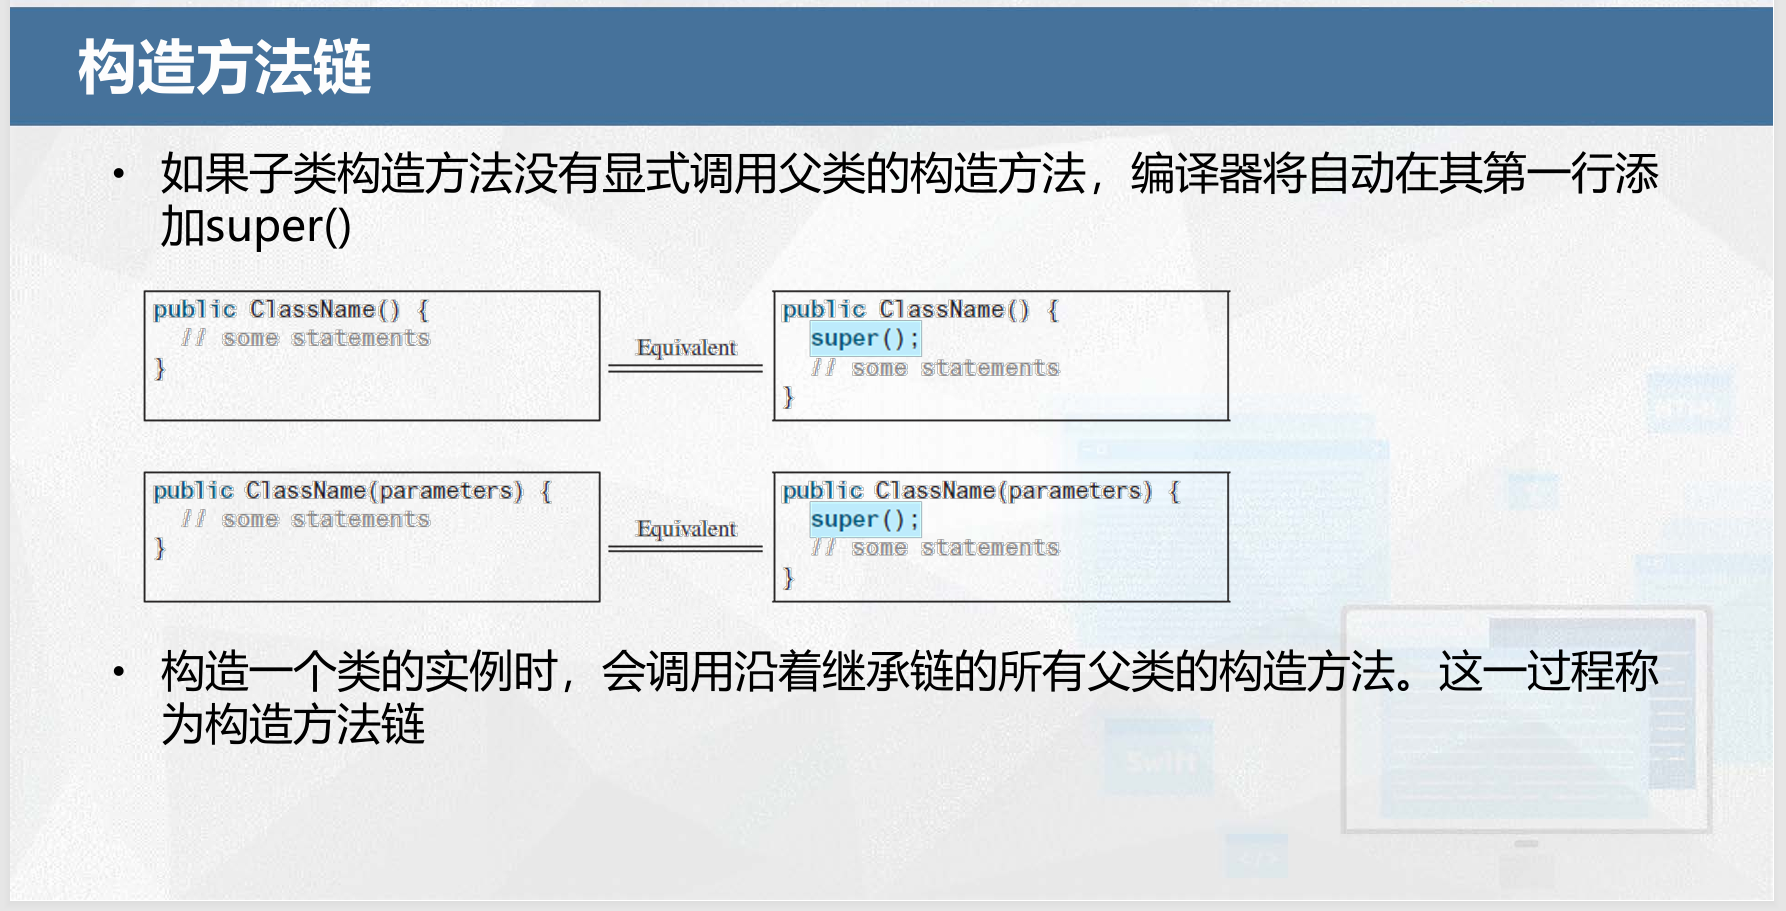 构造方法链
• 如果子类构造方法没有显式调用父类的构造方法，编译器将自动在其第一行添
加super()
public ClassName() {
// some statements
}
Equivalent
public ClassName() {
super();
// some statements
}
public ClassName(parameters) {
// some statements
}
Equivalent
public ClassName(parameters) {
super();
// some statements
}
• 构造一个类的实例时，会调用沿着继承链的所有父类的构造方法。这一过程称
为构造方法链
HTML
Swift
</>